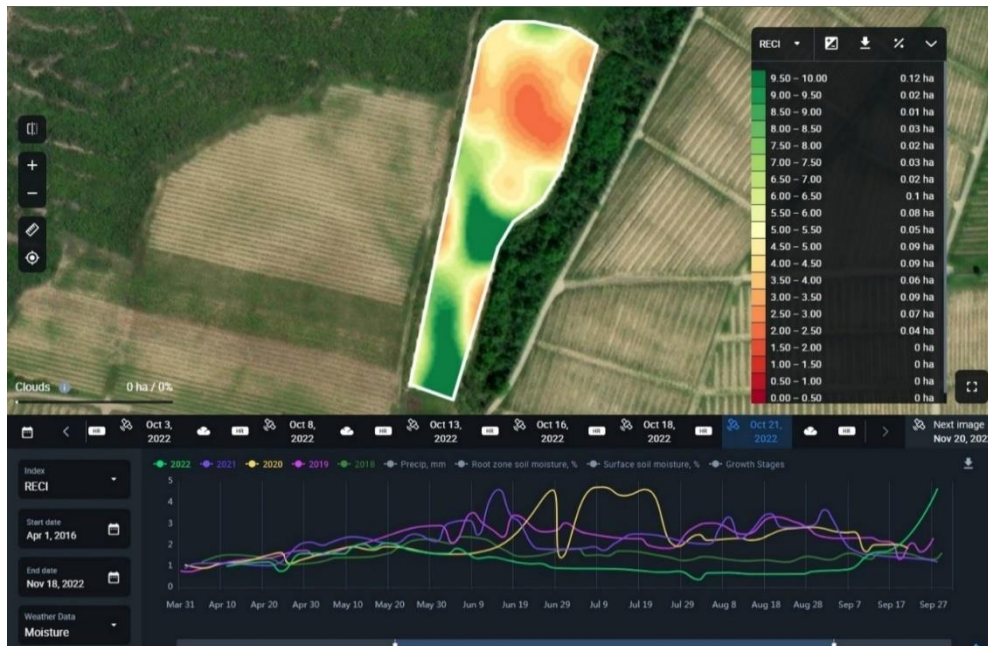 RECI
9.50 – 10.00 0.12 ha
9.00 – 9.50 0.02 ha
8.50 – 9.00 0.01 ha
8.00 – 8.50 0.03 ha
7.50 – 8.00 0.02 ha
7.00 – 7.50 0.03 ha
6.50 – 7.00 0.02 ha
6.00 – 6.50 0.1 ha
5.50 – 6.00 0.08 ha
5.00 – 5.50 0.05 ha
4.50 – 5.00 0.09 ha
4.00 – 4.50 0.09 ha
3.50 – 4.00 0.06 ha
3.00 – 3.50 0.09 ha
2.50 – 3.00 0.07 ha
2.00 – 2.50 0.04 ha
1.50 – 2.00 0 ha
1.00 – 1.50 0 ha
0.50 – 1.00 0 ha
0.00 – 0.50 0 ha
Clouds 0 ha / 0%
HR Oct 3, 2022 HR Oct 8, 2022 HR Oct 13, 2022 HR Oct 16, 2022 HR Oct 18, 2022 HR Oct 21, 2022 HR Next image Nov 20, 202
Index
RECI
Start date
Apr 1, 2016
End date
Nov 18, 2022
Weather Data
Moisture
2022 2021 2020 2019 2018 Precip, mm Root zone soil moisture, % Surface soil moisture, % Growth Stages
5
4
3
2
1
0
Mar 31 Apr 10 Apr 20 Apr 30 May 10 May 20 May 30 Jun 9 Jun 19 Jun 29 Jul 9 Jul 19 Jul 29 Aug 8 Aug 18 Aug 28 Sep 7 Sep 17 Sep 27